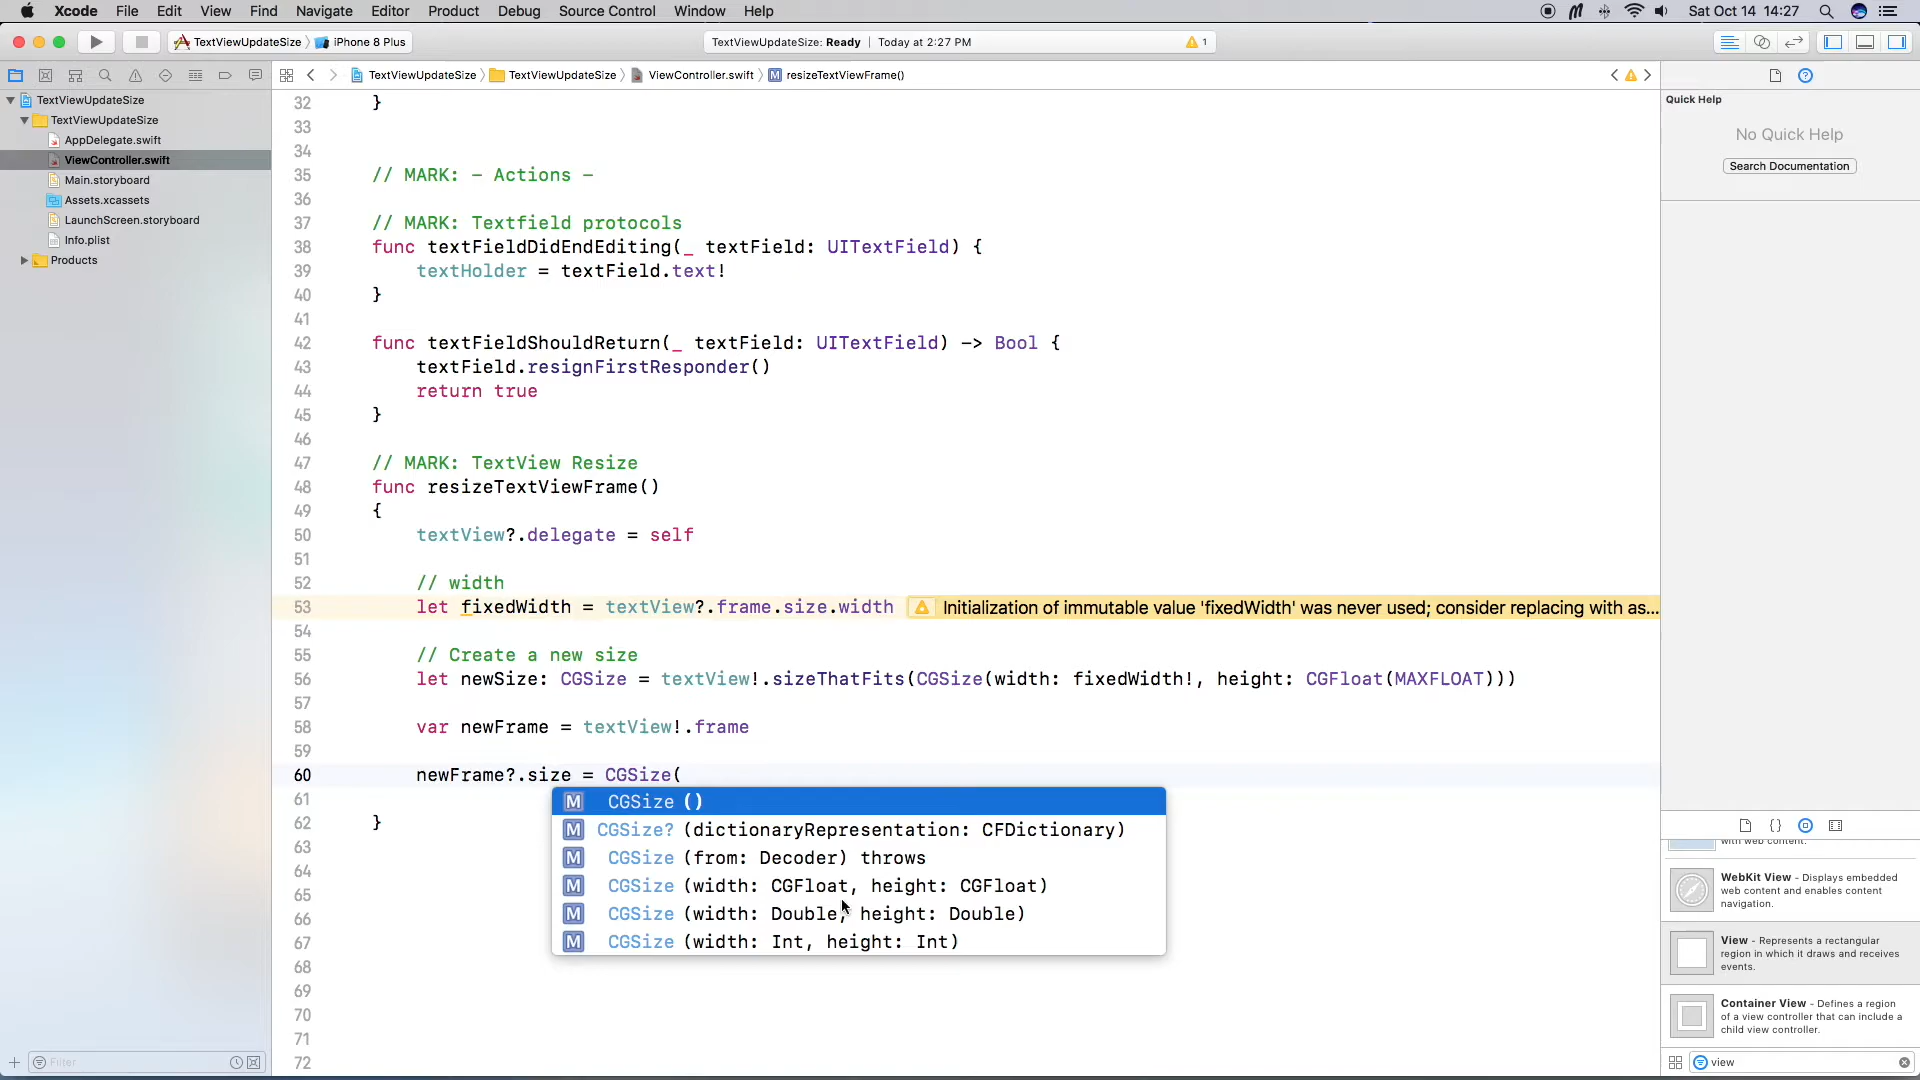 Xcode File Edit View Find Navigate Editor Product Debug Source Control Window Help Sat Oct 14 14:27
TextViewUpdateSize iPhone 8 Plus TextViewUpdateSize: Ready | Today at 2:27 PM 1
TextViewUpdateSize TextViewUpdateSize ViewController.swift M resizeTextViewFrame()
TextViewUpdateSize
TextViewUpdateSize
AppDelegate.swift
ViewController.swift
Main.storyboard
Assets.xcassets
LaunchScreen.storyboard
Info.plist
Products
Filter
32 }
33
34
35 // MARK: - Actions -
36
37 // MARK: Textfield protocols
38 func textFieldDidEndEditing(_ textField: UITextField) {
39 textHolder = textField.text!
40 }
41
42 func textFieldShouldReturn(_ textField: UITextField) -> Bool {
43 textField.resignFirstResponder()
44 return true
45 }
46
47 // MARK: TextView Resize
48 func resizeTextViewFrame()
49 {
50 textView?.delegate = self
51
52 // width
53 let fixedWidth = textView?.frame.size.width Initialization of immutable value 'fixedWidth' was never used; consider replacing with as...
54
55 // Create a new size
56 let newSize: CGSize = textView!.sizeThatFits(CGSize(width: fixedWidth!, height: CGFloat(MAXFLOAT)))
57
58 var newFrame = textView!.frame
59
60 newFrame?.size = CGSize(
61
62 }
63
64
65
66
67
68
69
70
71
72
M CGSize ()
M CGSize? (dictionaryRepresentation: CFDictionary)
M CGSize (from: Decoder) throws
M CGSize (width: CGFloat, height: CGFloat)
M CGSize (width: Double, height: Double)
M CGSize (width: Int, height: Int)
Quick Help
No Quick Help
Search Documentation
with web content.
WebKit View - Displays embedded
web content and enables content
navigation.
View - Represents a rectangular
region in which it draws and receives
events.
Container View - Defines a region
of a view controller that can include a
child view controller.
view